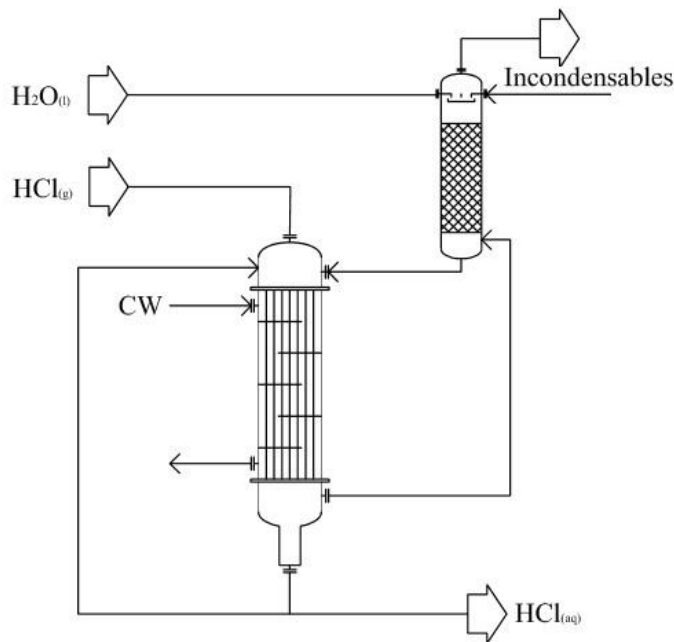 Incondensables
H₂O₍ₗ₎
HCl₍g₎
CW
HCl₍aq₎